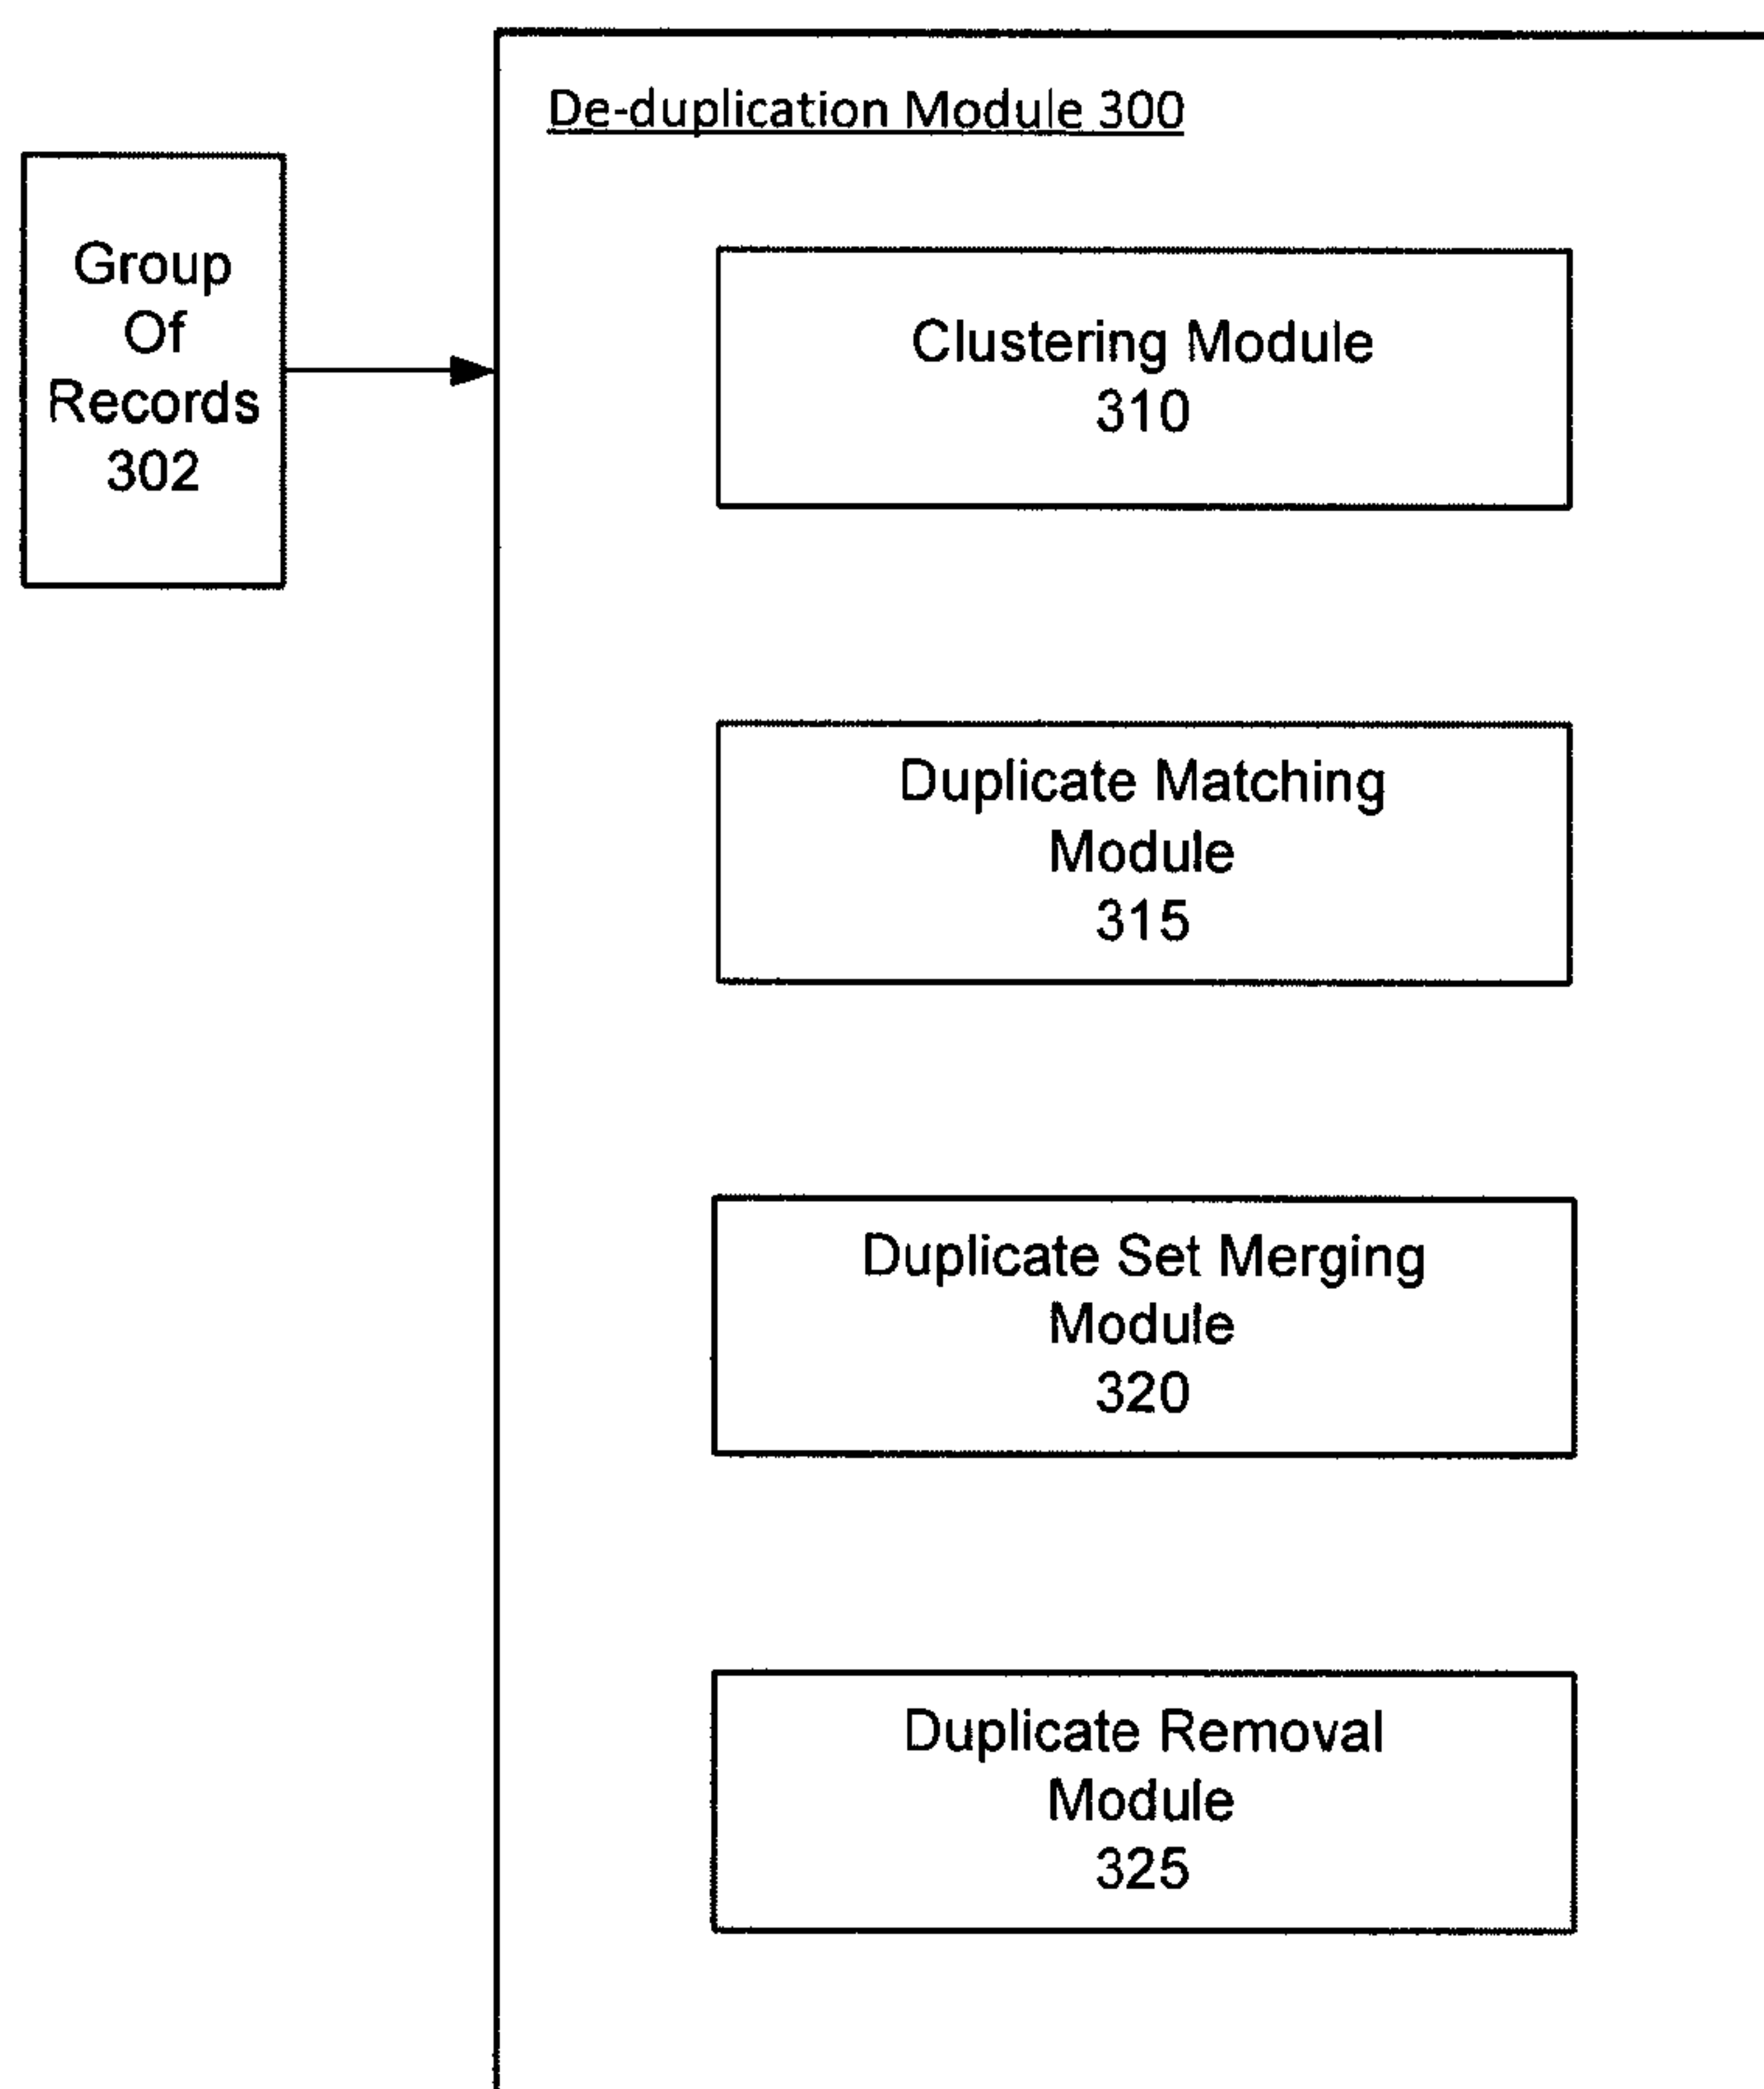 De-duplication Module 300
Group
Of
Records
302
Clustering Module
310
Duplicate Matching
Module
315
Duplicate Set Merging
Module
320
Duplicate Removal
Module
325